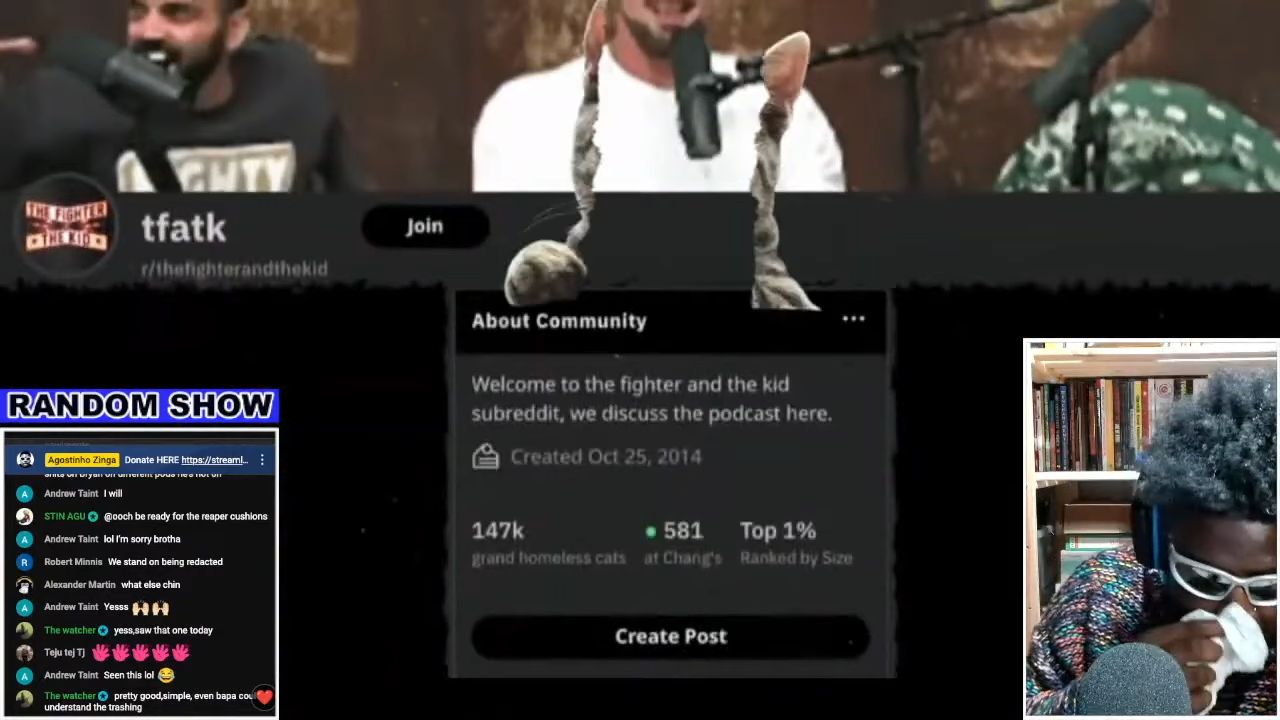 IGHTY
THE FIGHTER
THE KID
tfatk
Join
r/thefighterandthekid
About Community
Welcome to the fighter and the kid
subreddit, we discuss the podcast here.
Created Oct 25, 2014
147k
581
Top 1%
grand homeless cats
at Chang's
Ranked by Size
Create Post
RANDOM SHOW
Agostinho Zinga Donate HERE https://streaml...
Andrew Taint I will
STIN AGU @ooch be ready for the reaper cushions
Andrew Taint lol I'm sorry brotha
Robert Minnis We stand on being redacted
Alexander Martin what else chin
Andrew Taint Yesss 🙌🙌
The watcher yess,saw that one today
Teju tej Tj
Andrew Taint Seen this lol 😂
The watcher pretty good,simple, even bapa cou
understand the trashing